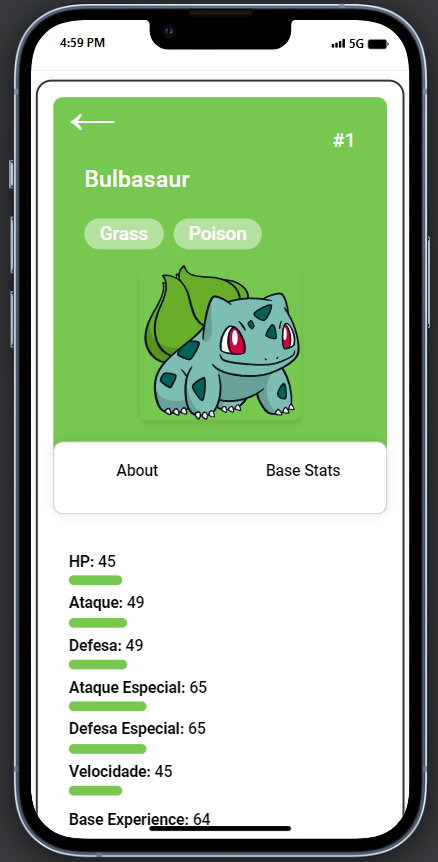 4:59 PM 5G
#1
Bulbasaur
Grass Poison
About Base Stats
HP: 45
Ataque: 49
Defesa: 49
Ataque Especial: 65
Defesa Especial: 65
Velocidade: 45
Base Experience: 64